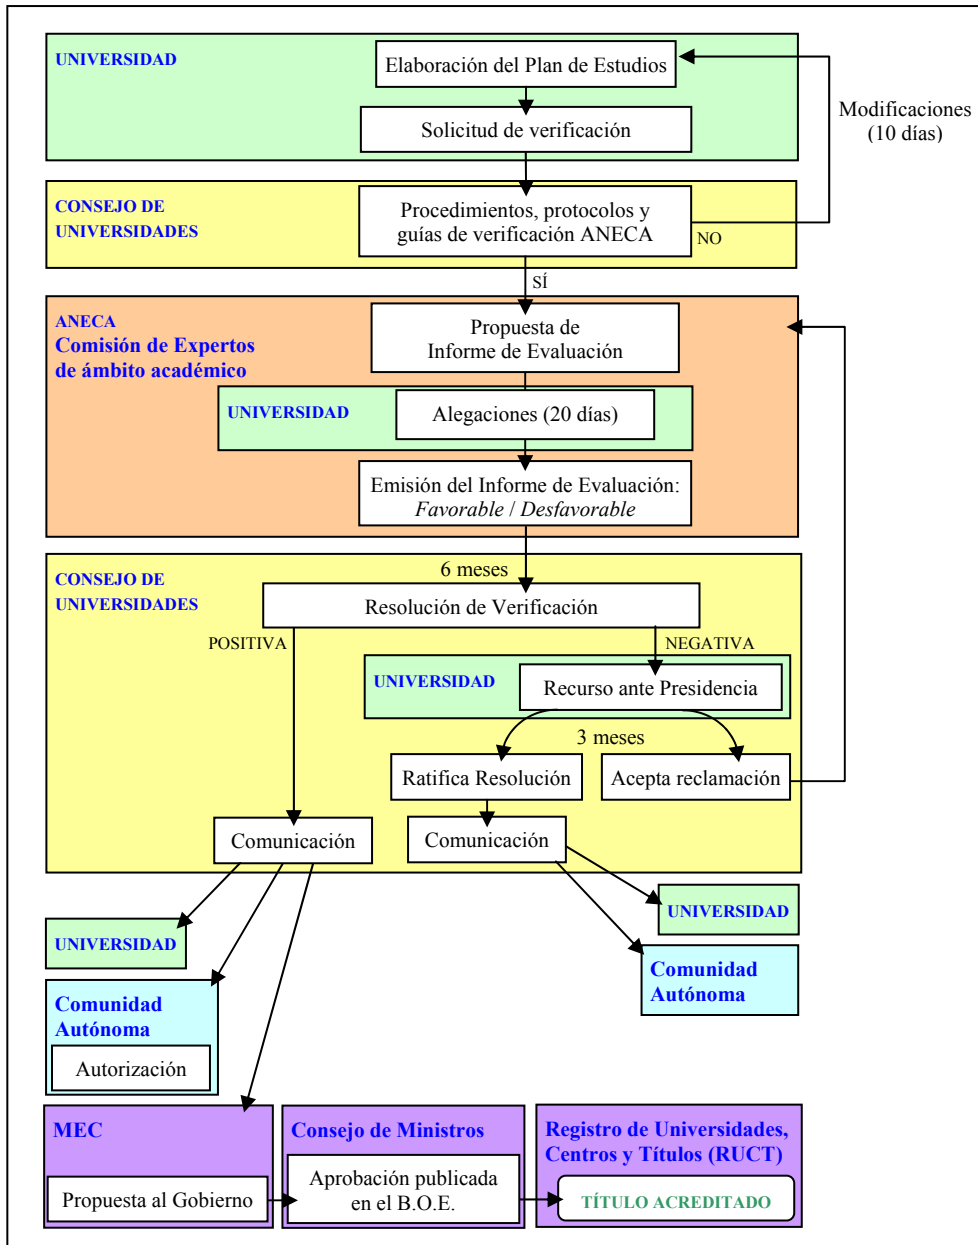 UNIVERSIDAD
Elaboración del Plan de Estudios
Solicitud de verificación
Modificaciones
(10 días)
CONSEJO DE
UNIVERSIDADES
Procedimientos, protocolos y
guías de verificación ANECA
NO
SÍ
ANECA
Comisión de Expertos
de ámbito académico
Propuesta de
Informe de Evaluación
UNIVERSIDAD
Alegaciones (20 días)
Emisión del Informe de Evaluación:
Favorable / Desfavorable
CONSEJO DE
UNIVERSIDADES
6 meses
Resolución de Verificación
POSITIVA
NEGATIVA
UNIVERSIDAD
Recurso ante Presidencia
3 meses
Ratifica Resolución
Acepta reclamación
Comunicación
Comunicación
UNIVERSIDAD
UNIVERSIDAD
Comunidad
Autónoma
Comunidad
Autónoma
Autorización
MEC
Propuesta al Gobierno
Consejo de Ministros
Aprobación publicada
en el B.O.E.
Registro de Universidades,
Centros y Títulos (RUCT)
TÍTULO ACREDITADO